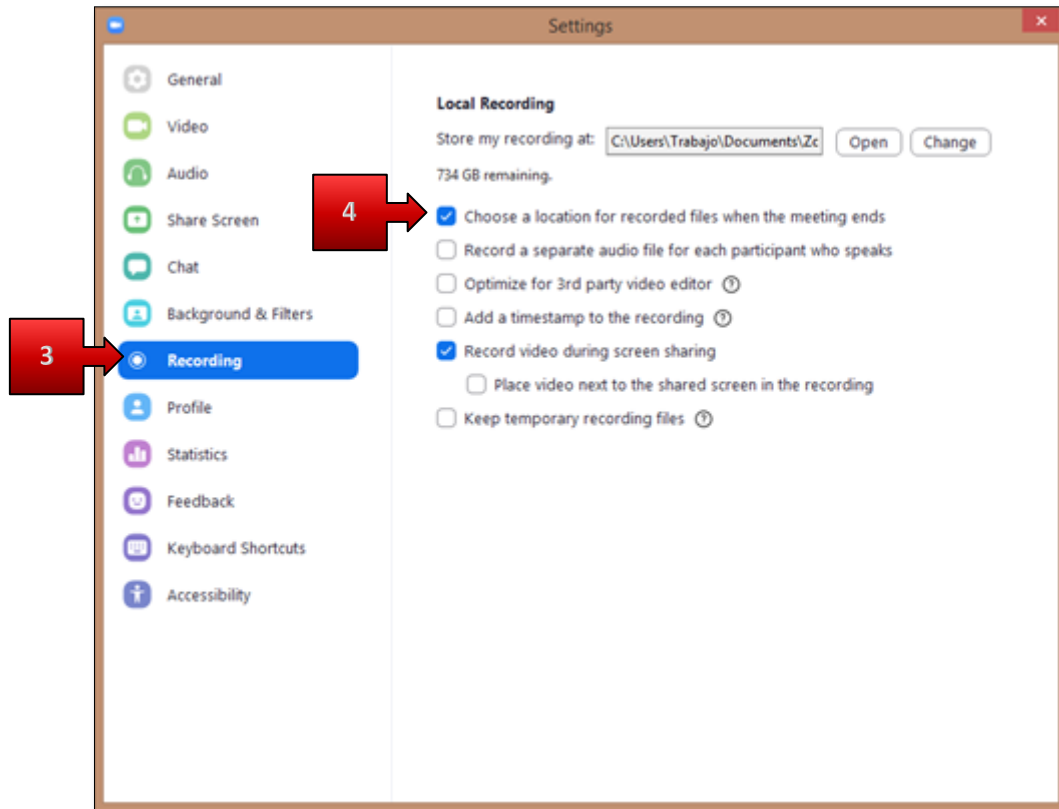 Settings
General
Video
Audio
Share Screen
Chat
Background & Filters
3
Recording
Profile
Statistics
Feedback
Keyboard Shortcuts
Accessibility
Local Recording
Store my recording at: C:\Users\Trabajo\Documents\Zc Open Change
734 GB remaining.
4
Choose a location for recorded files when the meeting ends
Record a separate audio file for each participant who speaks
Optimize for 3rd party video editor ?
Add a timestamp to the recording ?
Record video during screen sharing
Place video next to the shared screen in the recording
Keep temporary recording files ?